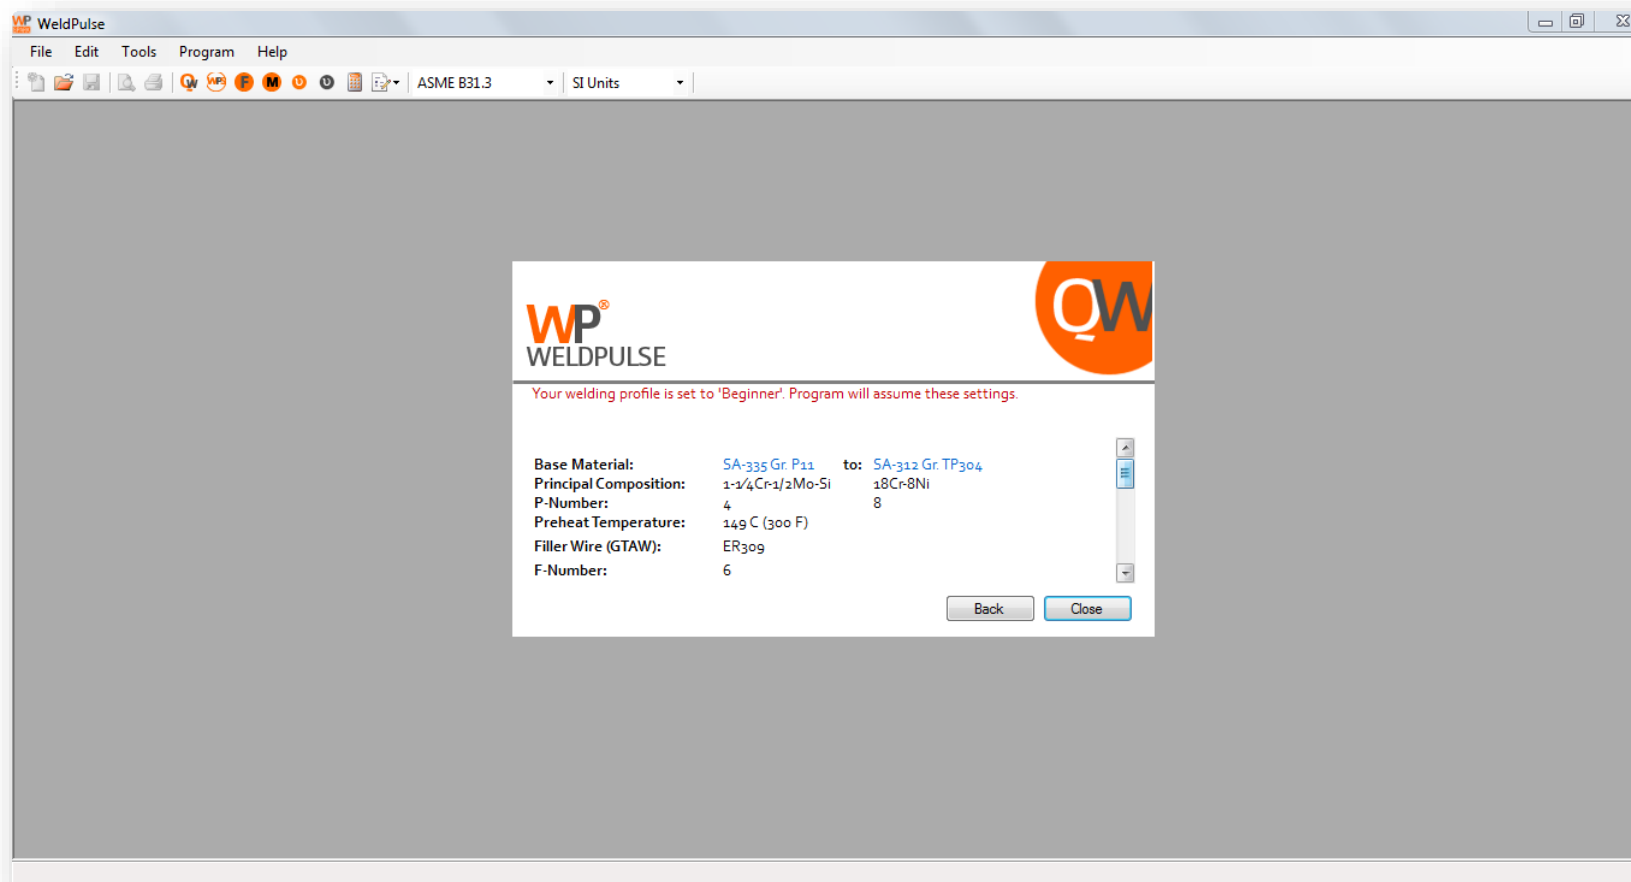 WP WeldPulse
File Edit Tools Program Help
QW WP F M ASME B31.3 SI Units
QW
WP®
WELDPULSE
Your welding profile is set to 'Beginner'. Program will assume these settings.
Base Material: SA-335 Gr. P11 to: SA-312 Gr. TP304
Principal Composition: 1-1/4Cr-1/2Mo-Si 18Cr-8Ni
P-Number: 4 8
Preheat Temperature: 149 C (300 F)
Filler Wire (GTAW): ER309
F-Number: 6
Back Close